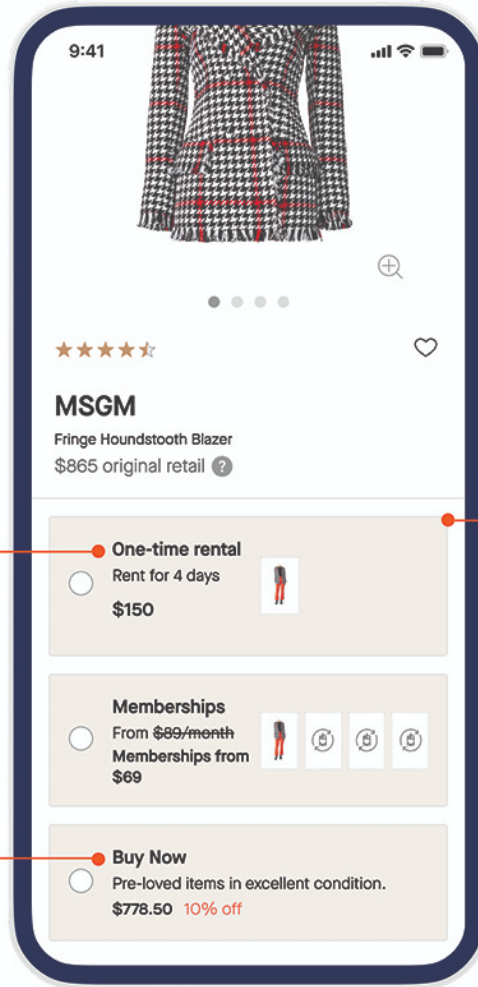 9:41
MSGM
Fringe Houndstooth Blazer
$865 original retail ?
One-time rental
Rent for 4 days
$150
Memberships
From $89/month
Memberships from
$69
Buy Now
Pre-loved items in excellent condition.
$778.50 10% off